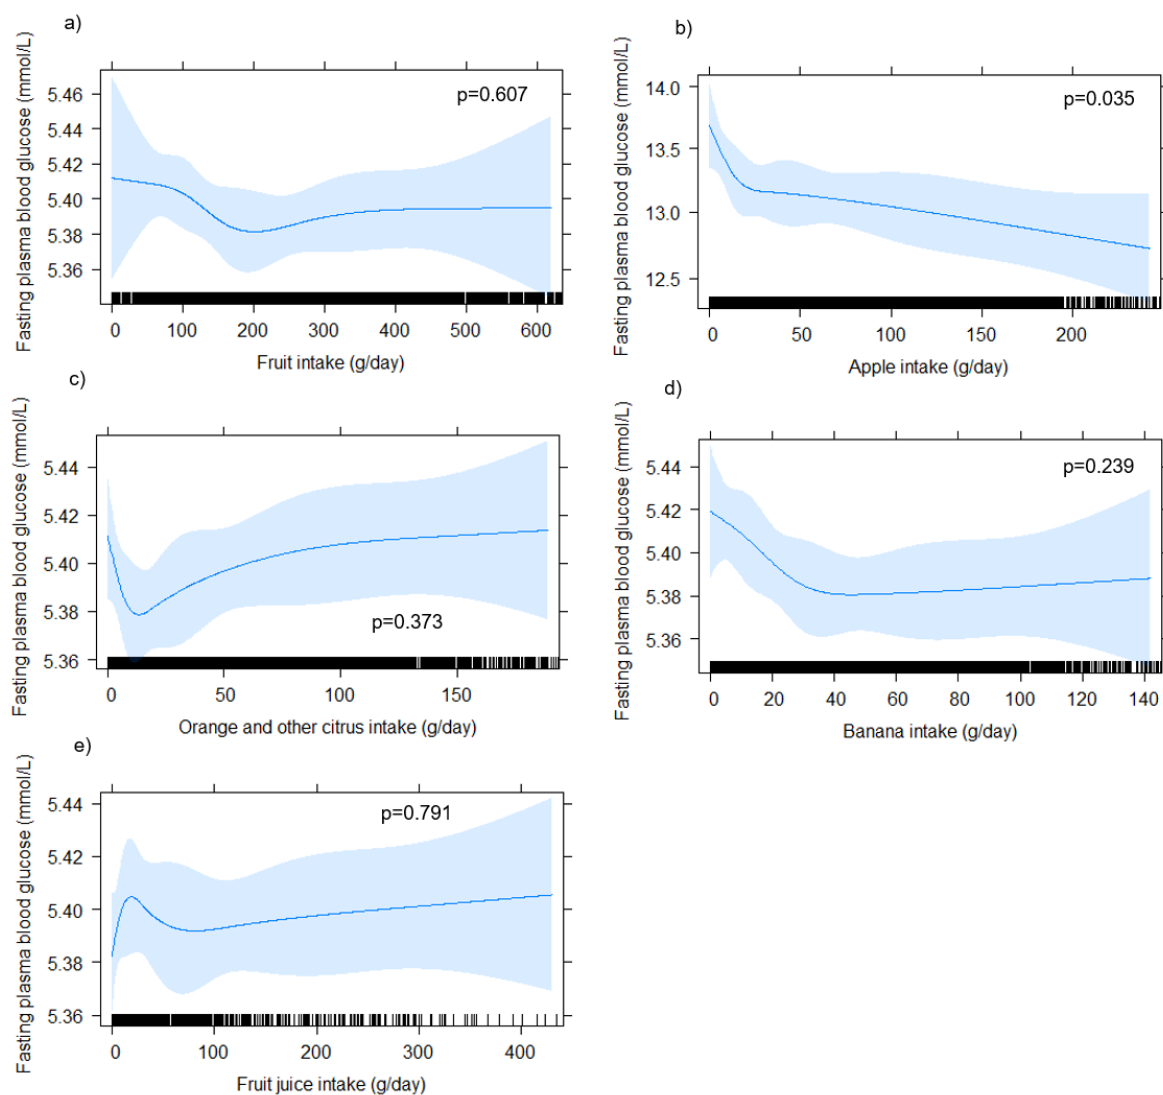 a)
Fasting plasma blood glucose (mmol/L)
p=0.607
5.46
5.44
5.42
5.40
5.38
5.36
0 100 200 300 400 500 600
Fruit intake (g/day)
b)
Fasting plasma blood glucose (mmol/L)
p=0.035
14.0
13.5
13.0
12.5
0 50 100 150 200
Apple intake (g/day)
c)
Fasting plasma blood glucose (mmol/L)
5.44
5.42
5.40
5.38
5.36
p=0.373
0 50 100 150
Orange and other citrus intake (g/day)
d)
Fasting plasma blood glucose (mmol/L)
p=0.239
5.44
5.42
5.40
5.38
5.36
0 20 40 60 80 100 120 140
Banana intake (g/day)
e)
Fasting plasma blood glucose (mmol/L)
p=0.791
5.44
5.42
5.40
5.38
5.36
0 100 200 300 400
Fruit juice intake (g/day)